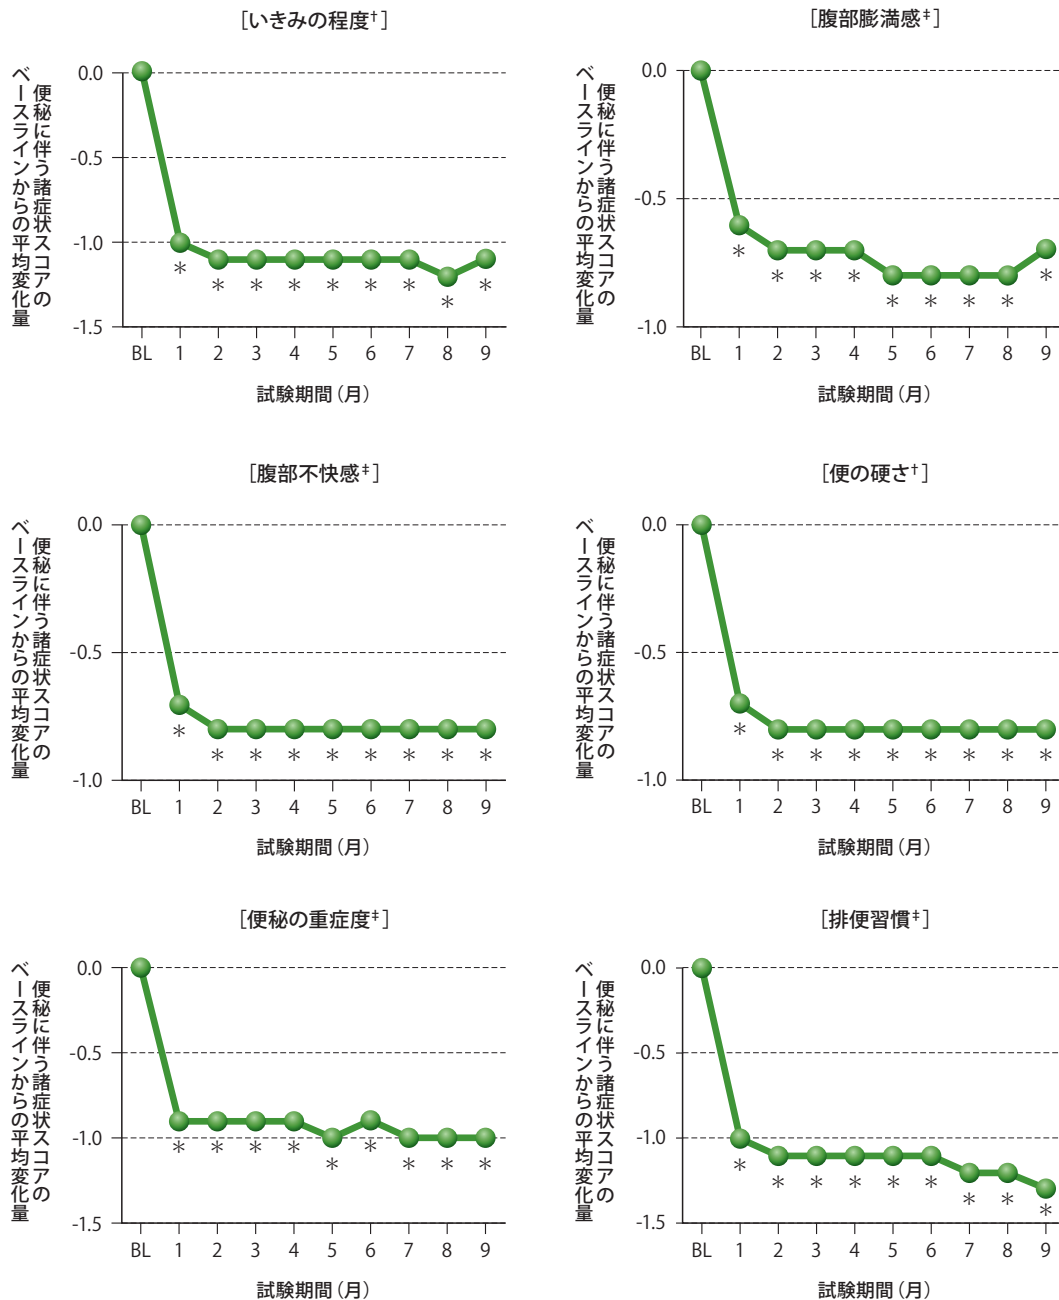 [いきみの程度†]
便秘に伴う諸症状スコアの
ベースラインからの平均変化量
0.0
-0.5
-1.0
-1.5
* * * * * * * * *
BL 1 2 3 4 5 6 7 8 9
試験期間（月）
[腹部膨満感‡]
便秘に伴う諸症状スコアの
ベースラインからの平均変化量
0.0
-0.5
-1.0
* * * * * * * * *
BL 1 2 3 4 5 6 7 8 9
試験期間（月）
[腹部不快感‡]
便秘に伴う諸症状スコアの
ベースラインからの平均変化量
0.0
-0.5
-1.0
* * * * * * * * *
BL 1 2 3 4 5 6 7 8 9
試験期間（月）
[便の硬さ†]
便秘に伴う諸症状スコアの
ベースラインからの平均変化量
0.0
-0.5
-1.0
* * * * * * * * *
BL 1 2 3 4 5 6 7 8 9
試験期間（月）
[便秘の重症度‡]
便秘に伴う諸症状スコアの
ベースラインからの平均変化量
0.0
-0.5
-1.0
-1.5
* * * * * * * * *
BL 1 2 3 4 5 6 7 8 9
試験期間（月）
[排便習慣‡]
便秘に伴う諸症状スコアの
ベースラインからの平均変化量
0.0
-0.5
-1.0
-1.5
* * * * * * * * *
BL 1 2 3 4 5 6 7 8 9
試験期間（月）